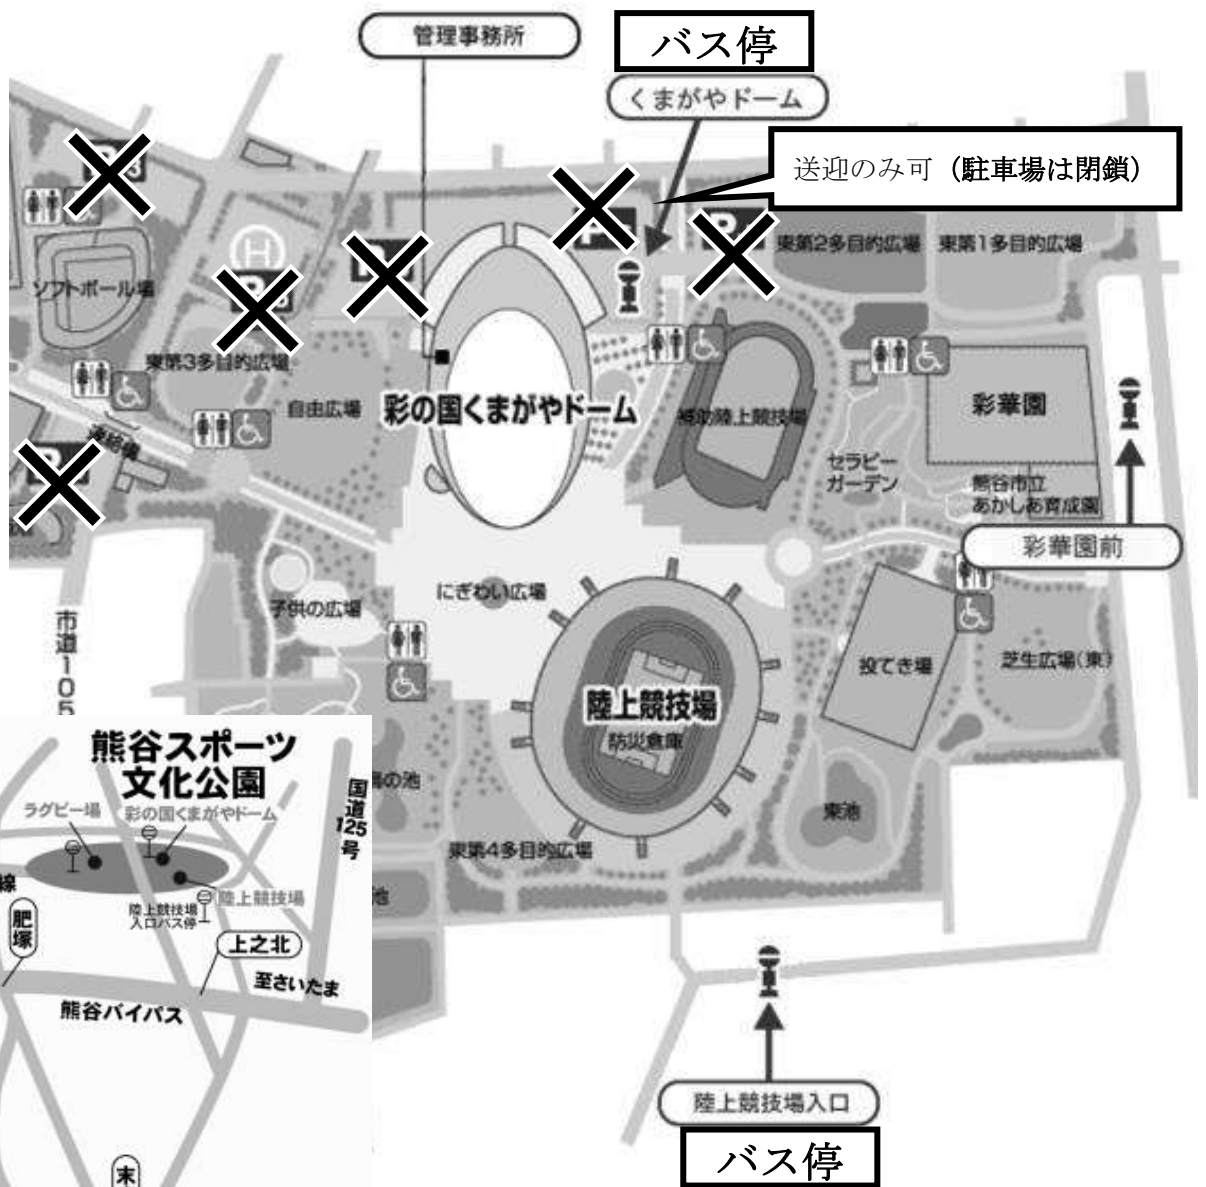 管理事務所
バス停
くまがやドーム
送迎のみ可（駐車場は閉鎖）
東第2多目的広場
東第1多目的広場
ソフトボール場
東第3多目的広場
自由広場
彩の国くまがやドーム
補助陸上競技場
彩華園
セラピー
ガーデン
熊谷市立
あかしあ育成園
彩華園前
にぎわい広場
子供の広場
市道105
陸上競技場
防災倉庫
投てき場
芝生広場(東)
の池
東池
東第4多目的広場
池
熊谷スポーツ
文化公園
ラグビー場
彩の国くまがやドーム
国道125号
線
陸上競技場
陸上競技場
入口バス停
肥塚
上之北
至さいたま
熊谷バイパス
末
陸上競技場入口
バス停